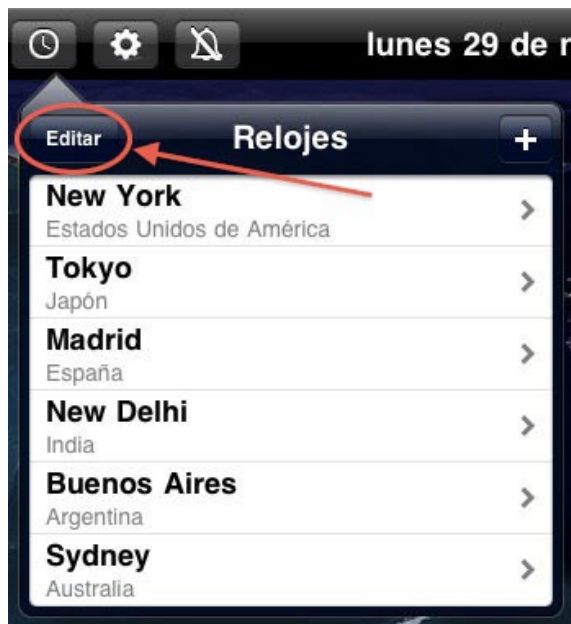 lunes 29 de
Editar
Relojes
+
New York
Estados Unidos de América
Tokyo
Japón
Madrid
España
New Delhi
India
Buenos Aires
Argentina
Sydney
Australia